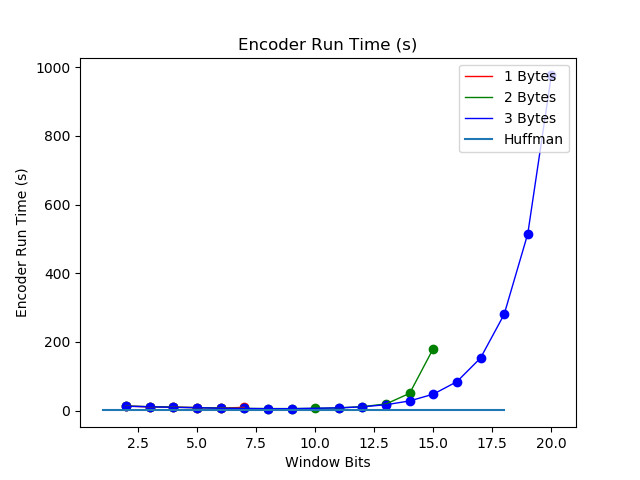 Encoder Run Time (s)
1000
800
600
400
200
0
Encoder Run Time (s)
1 Bytes
2 Bytes
3 Bytes
Huffman
2.5 5.0 7.5 10.0 12.5 15.0 17.5 20.0
Window Bits